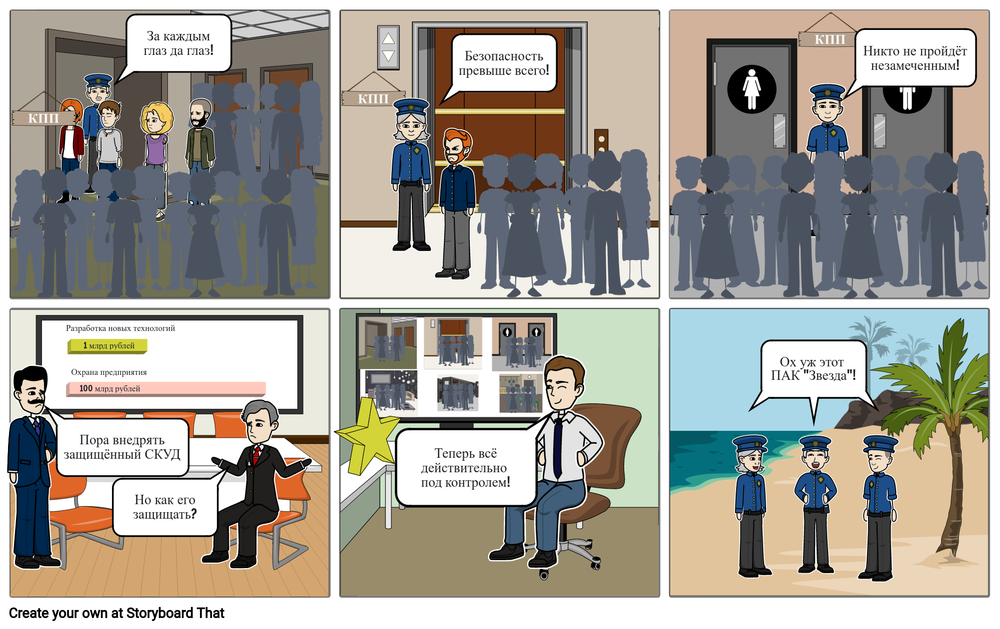 За каждым
глаз да глаз!
КПП
Безопасность
превыше всего!
КПП
КПП
Никто не пройдёт
незамеченным!
Разработка новых технологий
1 млрд рублей
Охрана предприятия
100 млрд рублей
Пора внедрять
защищённый СКУД
Но как его
защищать?
Теперь всё
действительно
под контролем!
Ох уж этот
ПАК "Звезда"!
Create your own at Storyboard That